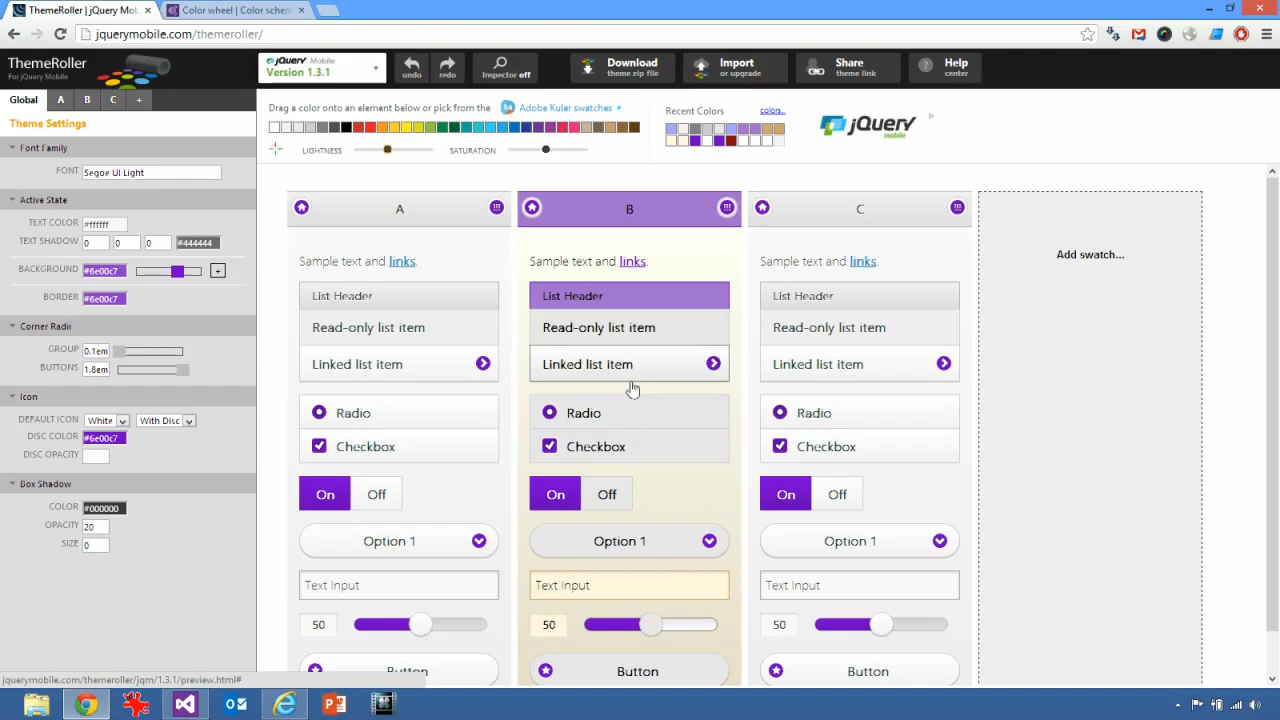 ThemeRoller | jQuery Mob ×
Color wheel | Color schem ×
jquerymobile.com/themeroller/
ThemeRoller
For jQuery Mobile
jQuery Mobile
Version 1.3.1
undo
redo
Inspector off
Download
theme zip file
Import
or upgrade
Share
theme link
Help
center
Global
A
B
C
+
Theme Settings
Drag a color onto an element below or pick from the
Adobe Kuler swatches
LIGHTNESS
SATURATION
Recent Colors
colors...
jQuery
mobile
Font Family
FONT
Segoe UI Light
Active State
TEXT COLOR
#ffffff
TEXT SHADOW
0
0
0
#444444
BACKGROUND
#6e00c7
+
BORDER
#6e00c7
Corner Radii
GROUP
0.1em
BUTTONS
1.8em
Icon
DEFAULT ICON
White
With Disc
DISC COLOR
#6e00c7
DISC OPACITY
Box Shadow
COLOR
#000000
OPACITY
20
SIZE
0
A
Sample text and links.
List Header
Read-only list item
Linked list item
Radio
Checkbox
On
Off
Option 1
Text Input
50
Button
B
Sample text and links.
List Header
Read-only list item
Linked list item
Radio
Checkbox
On
Off
Option 1
Text Input
50
Button
C
Sample text and links.
List Header
Read-only list item
Linked list item
Radio
Checkbox
On
Off
Option 1
Text Input
50
Button
Add swatch...
jquerymobile.com/themeroller/jqm/1.3.1/preview.html#